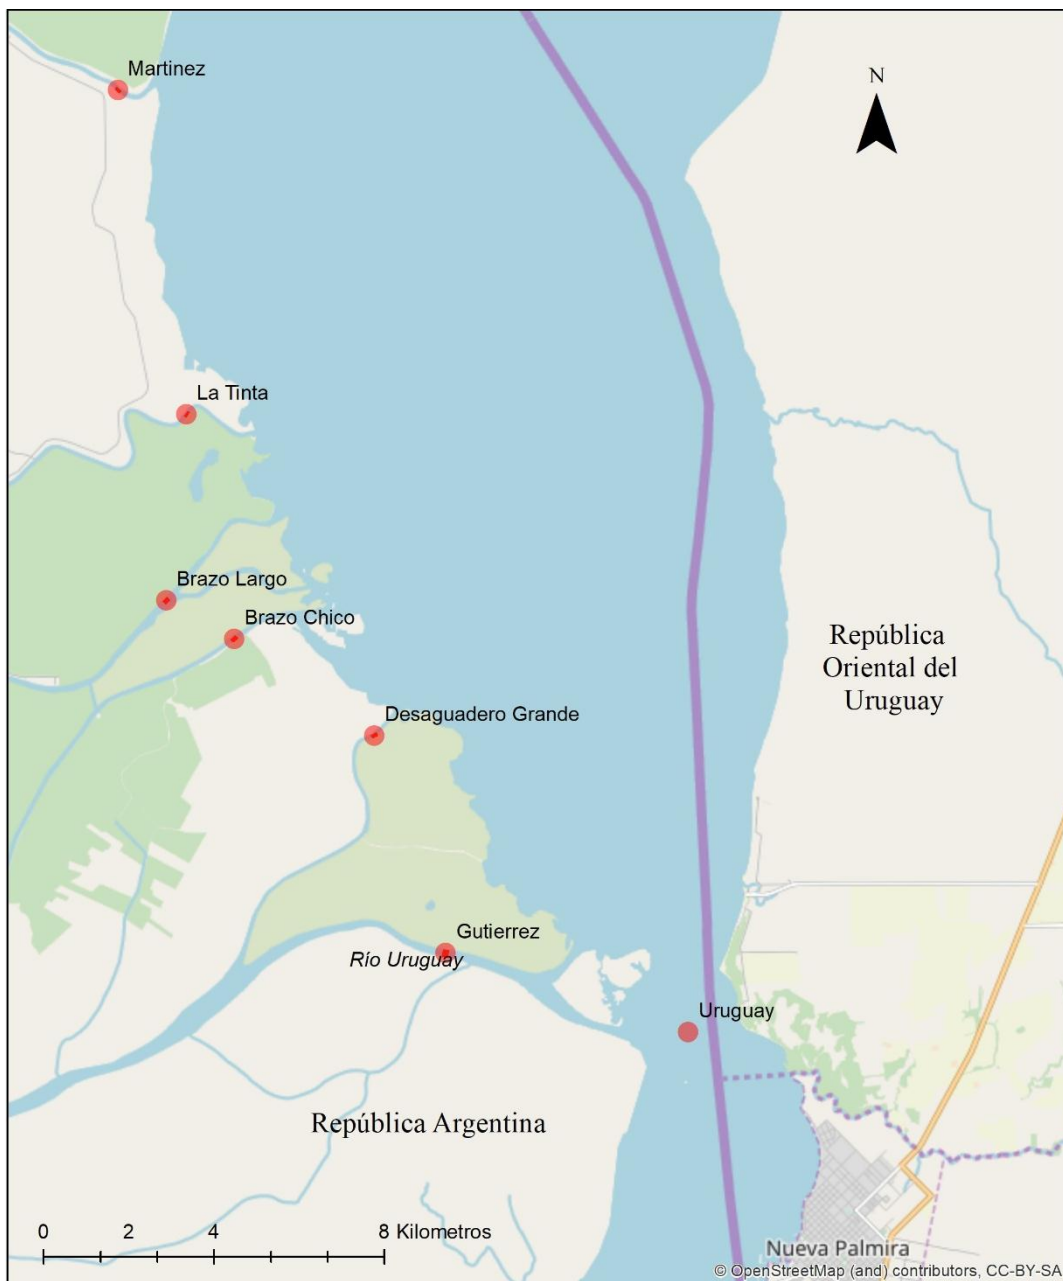 Martinez
N
La Tinta
Brazo Largo
Brazo Chico
República
Oriental del
Uruguay
Desaguadero Grande
Gutierrez
Río Uruguay
Uruguay
República Argentina
0 2 4 8 Kilometros
Nueva Palmira
© OpenStreetMap (and) contributors, CC-BY-SA